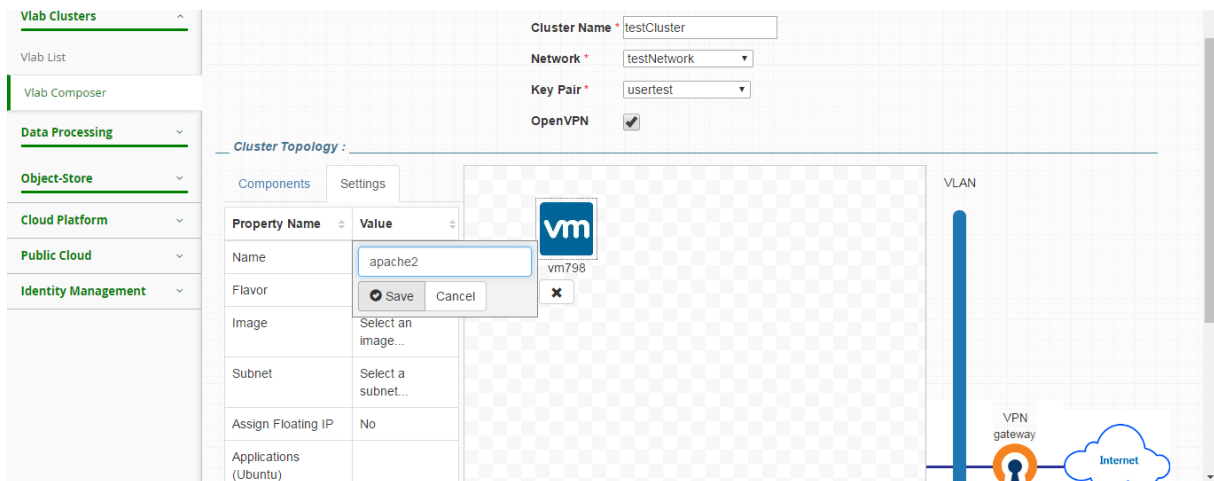 Vlab Clusters
Vlab List
Vlab Composer
Data Processing
Object-Store
Cloud Platform
Public Cloud
Identity Management
Cluster Name * testCluster
Network * testNetwork
Key Pair * usertest
OpenVPN
Cluster Topology :
Components Settings
Property Name Value
Name apache2
Flavor Save Cancel
Image Select an
image...
Subnet Select a
subnet...
Assign Floating IP No
Applications
(Ubuntu)
vm
vm798
VLAN
VPN
gateway
Internet